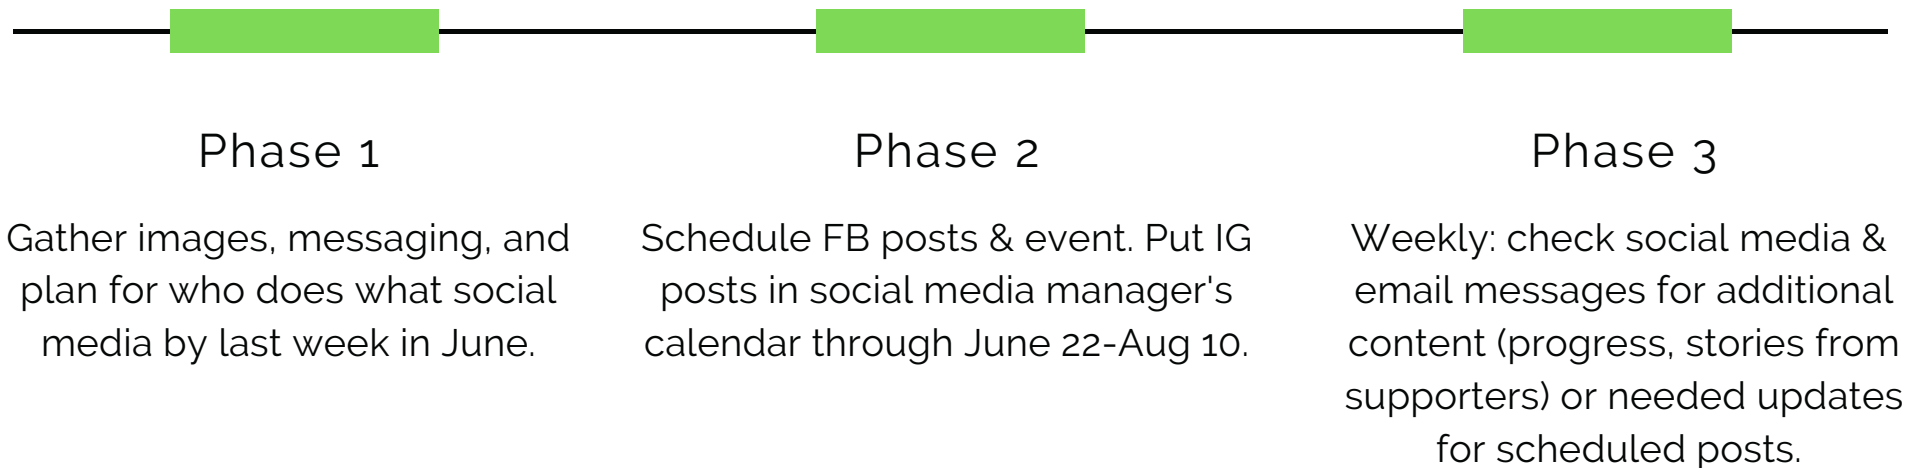 Phase 1
Gather images, messaging, and
plan for who does what social
media by last week in June.
Phase 2
Schedule FB posts & event. Put IG
posts in social media manager's
calendar through June 22-Aug 10.
Phase 3
Weekly: check social media &
email messages for additional
content (progress, stories from
supporters) or needed updates
for scheduled posts.